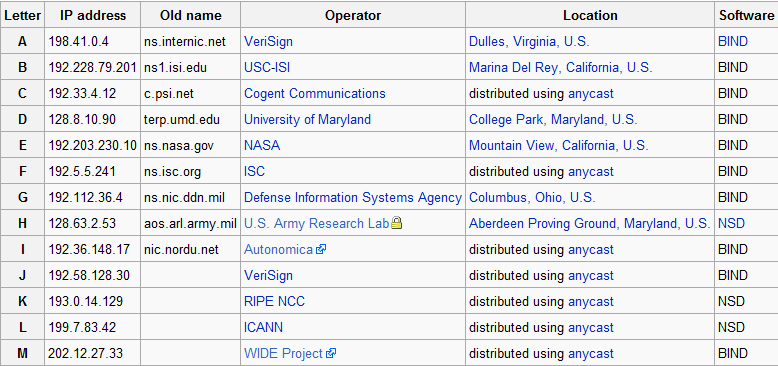 Letter IP address Old name Operator Location Software
A 198.41.0.4 ns.internic.net VeriSign Dulles, Virginia, U.S. BIND
B 192.228.79.201 ns1.isi.edu USC-ISI Marina Del Rey, California, U.S. BIND
C 192.33.4.12 c.psi.net Cogent Communications distributed using anycast BIND
D 128.8.10.90 terp.umd.edu University of Maryland College Park, Maryland, U.S. BIND
E 192.203.230.10 ns.nasa.gov NASA Mountain View, California, U.S. BIND
F 192.5.5.241 ns.isc.org ISC distributed using anycast BIND
G 192.112.36.4 ns.nic.ddn.mil Defense Information Systems Agency Columbus, Ohio, U.S. BIND
H 128.63.2.53 aos.arl.army.mil U.S. Army Research Lab Aberdeen Proving Ground, Maryland, U.S. NSD
I 192.36.148.17 nic.nordu.net Autonomica distributed using anycast BIND
J 192.58.128.30 VeriSign distributed using anycast BIND
K 193.0.14.129 RIPE NCC distributed using anycast NSD
L 199.7.83.42 ICANN distributed using anycast NSD
M 202.12.27.33 WIDE Project distributed using anycast BIND